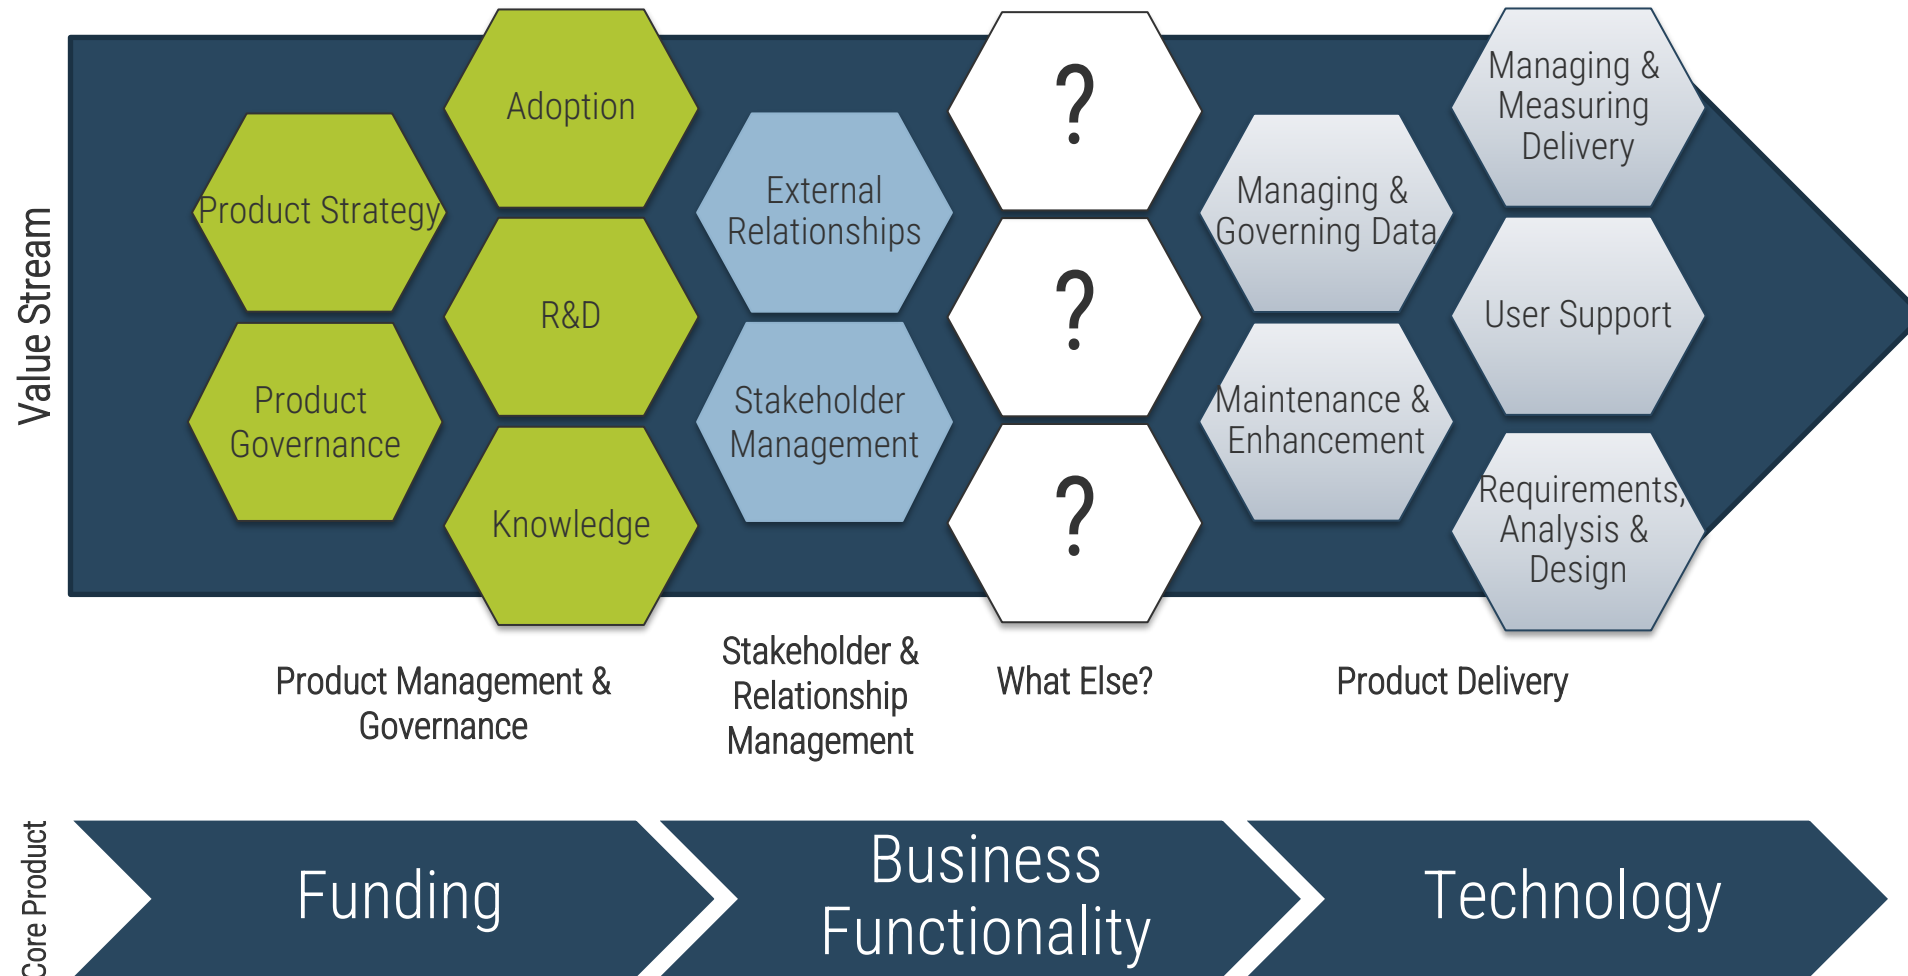 Value Stream
Product Strategy
Product
Governance
Adoption
R&D
Knowledge
External
Relationships
Stakeholder
Management
?
?
?
Managing &
Governing Data
Maintenance &
Enhancement
Managing &
Measuring
Delivery
User Support
Requirements,
Analysis &
Design
Product Management &
Governance
Stakeholder &
Relationship
Management
What Else?
Product Delivery
Core Product
Funding
Business
Functionality
Technology